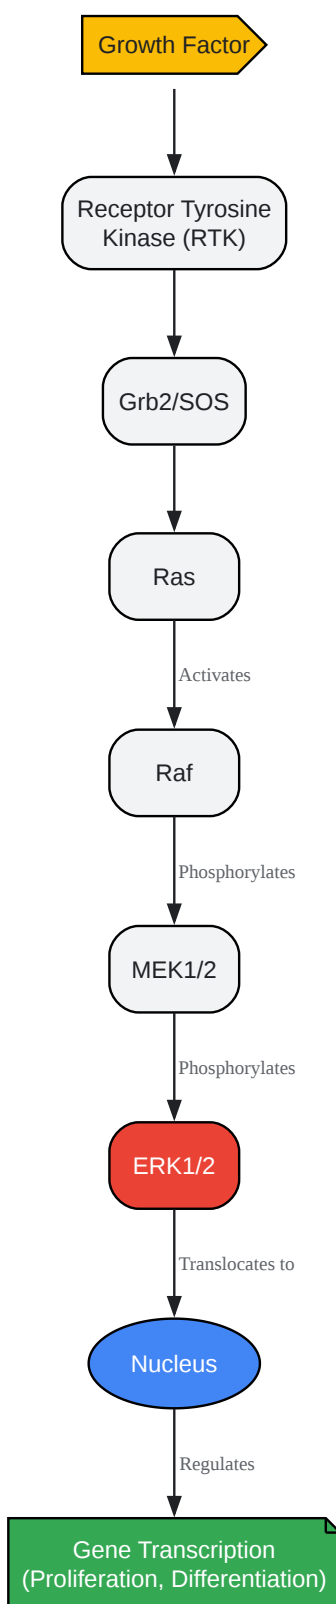 Growth Factor
Receptor Tyrosine
Kinase (RTK)
Grb2/SOS
Ras
Activates
Raf
Phosphorylates
MEK1/2
Phosphorylates
ERK1/2
Translocates to
Nucleus
Regulates
Gene Transcription
(Proliferation, Differentiation)